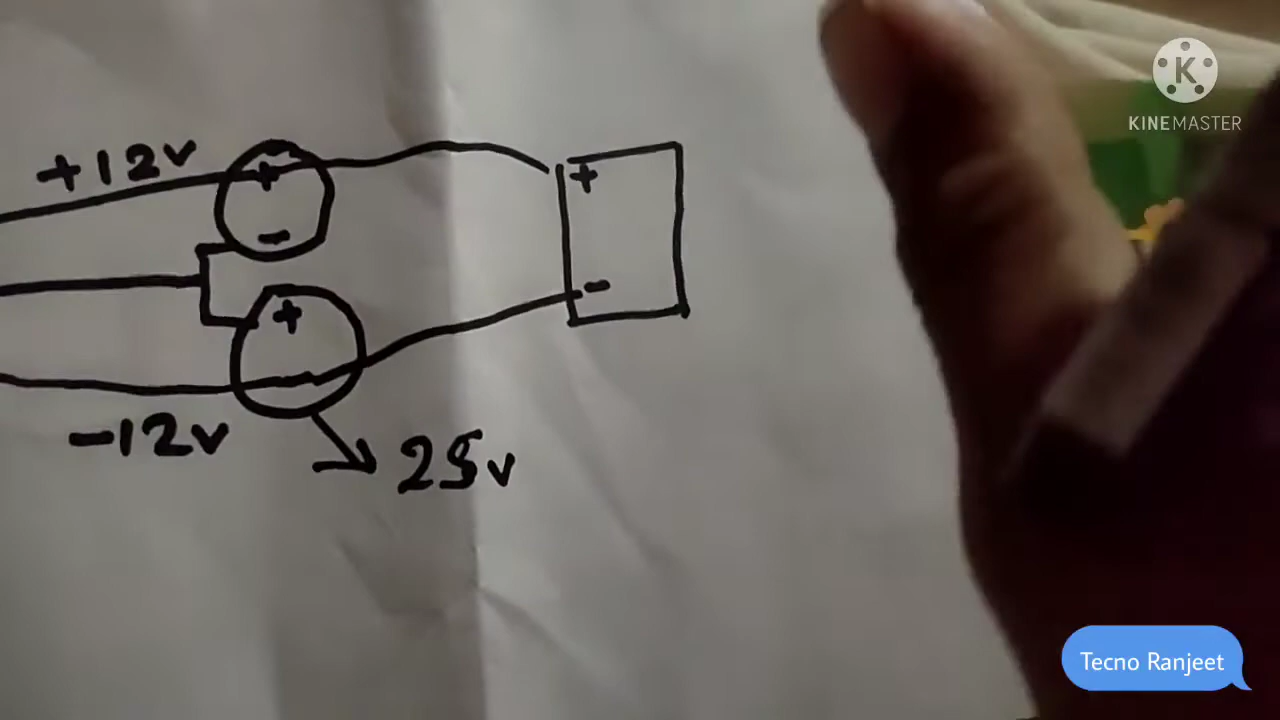 +12v
+
-
+
-
+
-12v
25v
KINEMASTER
Tecno Ranjeet